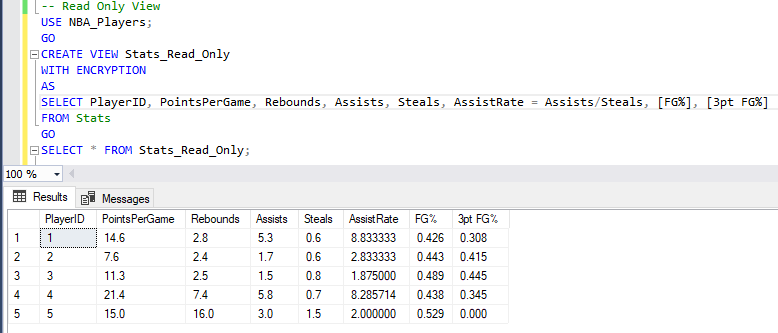 -- Read Only View
USE NBA_Players;
GO
CREATE VIEW Stats_Read_Only
WITH ENCRYPTION
AS
SELECT PlayerID, PointsPerGame, Rebounds, Assists, Steals, AssistRate = Assists/Steals, [FG%], [3pt FG%]
FROM Stats
GO
SELECT * FROM Stats_Read_Only;
100 %
Results Messages
PlayerID PointsPerGame Rebounds Assists Steals AssistRate FG% 3pt FG%
1 1 14.6 2.8 5.3 0.6 8.833333 0.426 0.308
2 2 7.6 2.4 1.7 0.6 2.833333 0.443 0.415
3 3 11.3 2.5 1.5 0.8 1.875000 0.489 0.445
4 4 21.4 7.4 5.8 0.7 8.285714 0.438 0.345
5 5 15.0 16.0 3.0 1.5 2.000000 0.529 0.000